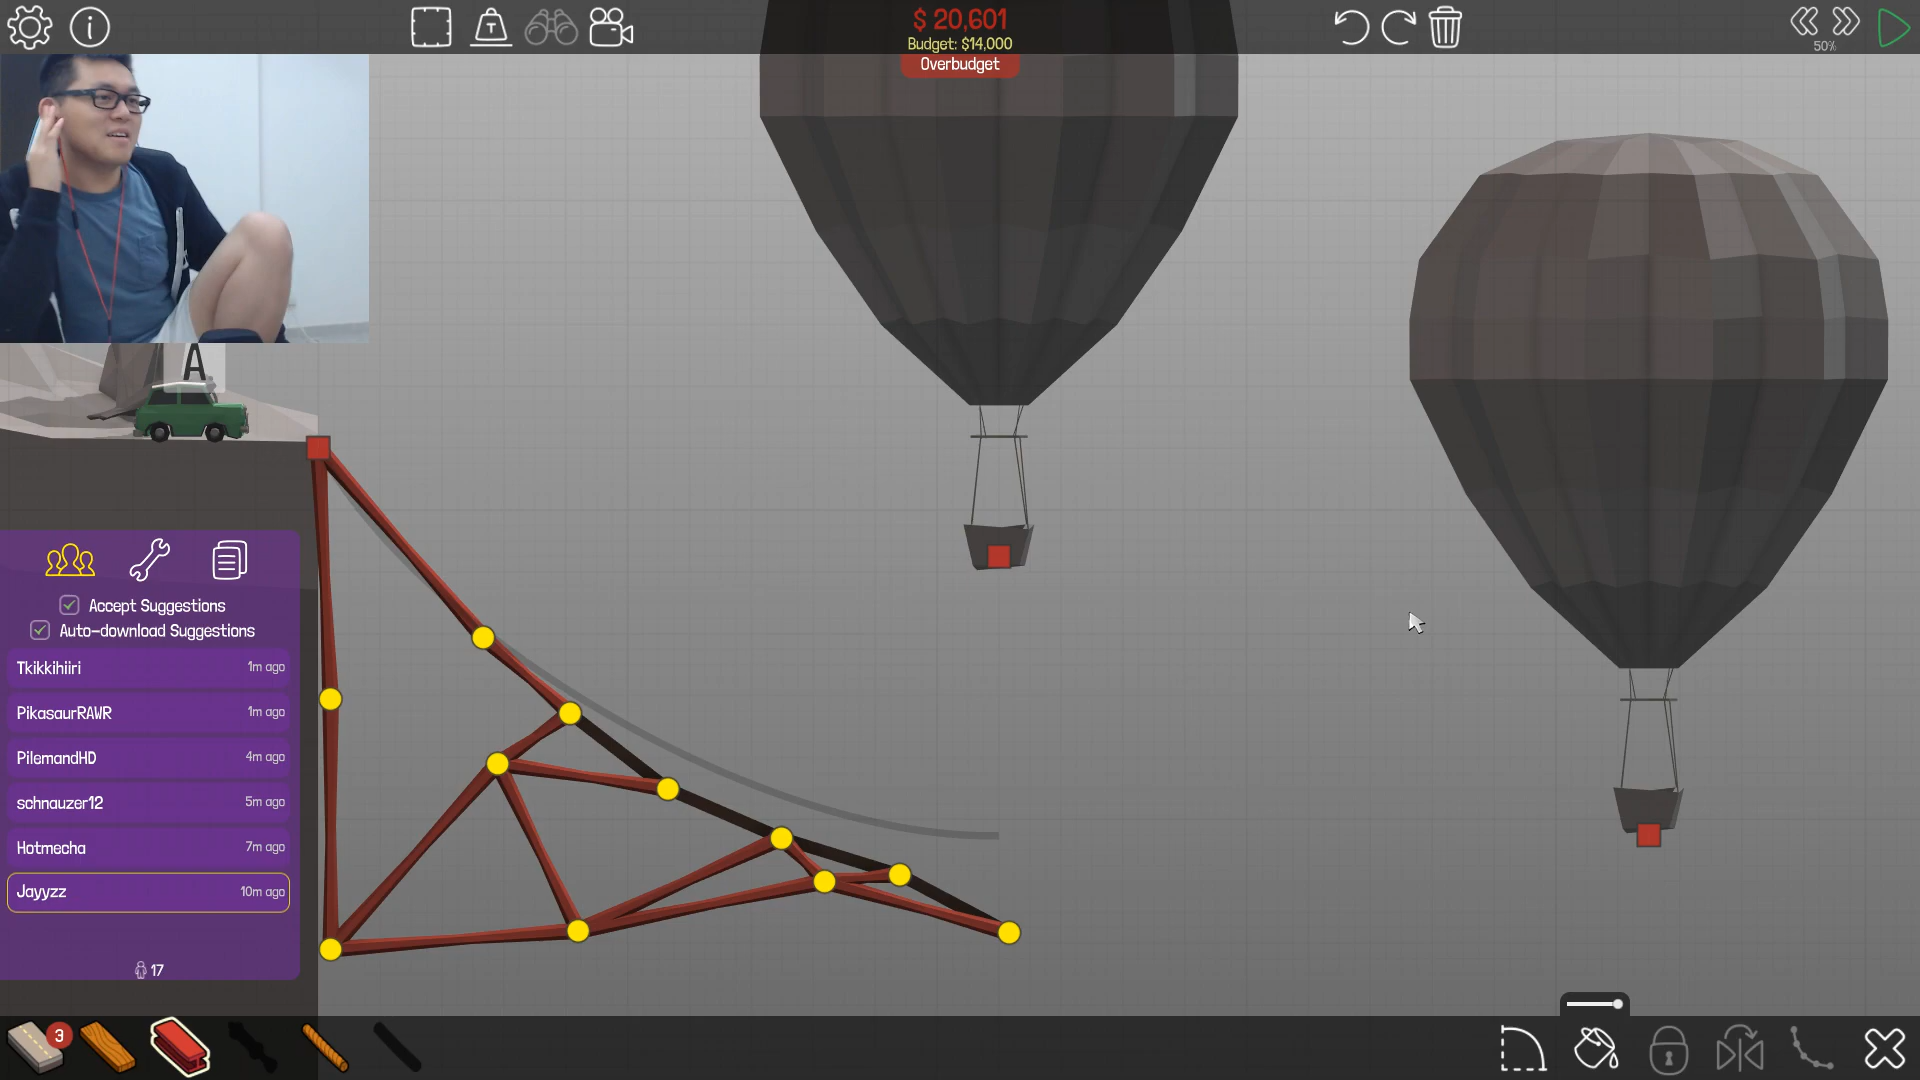 $ 20,601
Budget: $14,000
Overbudget
50%
A
Accept Suggestions
Auto-download Suggestions
Tkikkihiiri 1m ago
PikasaurRAWR 1m ago
PilemandHD 4m ago
schnauzer12 5m ago
Hotmecha 7m ago
Jayyzz 10m ago
17
3